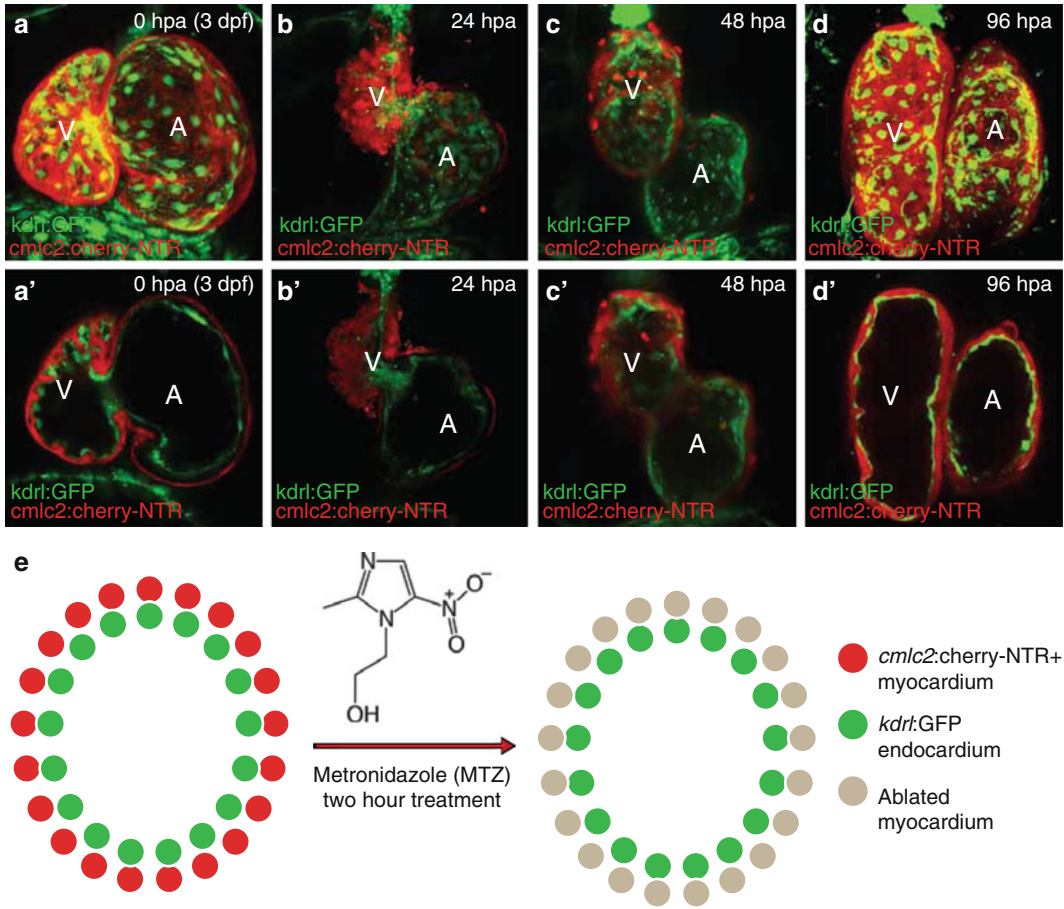 a
0 hpa (3 dpf)
V
A
kdrl:GFP
cmlc2:cherry-NTR
b
24 hpa
V
A
kdrl:GFP
cmlc2:cherry-NTR
c
48 hpa
V
A
kdrl:GFP
cmlc2:cherry-NTR
d
96 hpa
V
A
kdrl:GFP
cmlc2:cherry-NTR
a'
0 hpa (3 dpf)
V
A
kdrl:GFP
cmlc2:cherry-NTR
b'
24 hpa
V
A
kdrl:GFP
cmlc2:cherry-NTR
c'
48 hpa
V
A
kdrl:GFP
cmlc2:cherry-NTR
d'
96 hpa
V
A
kdrl:GFP
cmlc2:cherry-NTR
e
N
N
N
+
O
−
O
OH
Metronidazole (MTZ)
two hour treatment
cmlc2:cherry-NTR+
myocardium
kdrl:GFP
endocardium
Ablated
myocardium